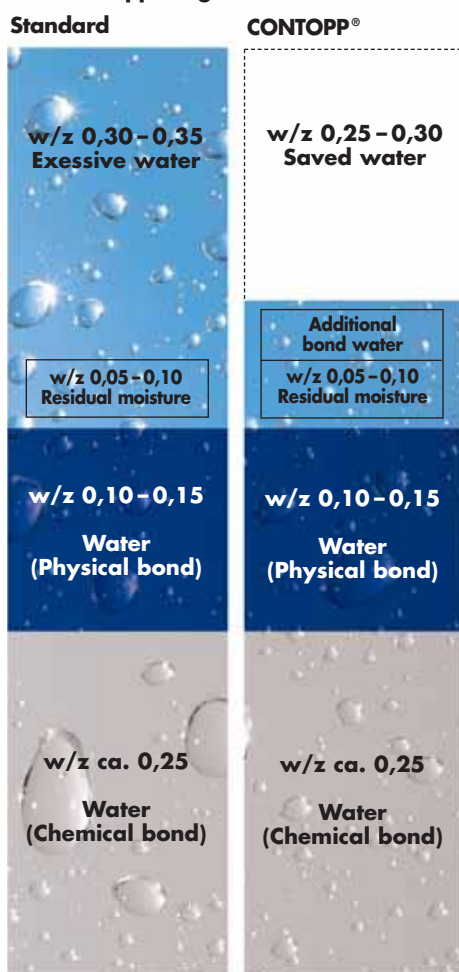 Standard
w/z 0,30–0,35
Exessive water
w/z 0,05–0,10
Residual moisture
w/z 0,10–0,15
Water
(Physical bond)
w/z ca. 0,25
Water
(Chemical bond)
CONTOPP®
w/z 0,25–0,30
Saved water
Additional
bond water
w/z 0,05–0,10
Residual moisture
w/z 0,10–0,15
Water
(Physical bond)
w/z ca. 0,25
Water
(Chemical bond)